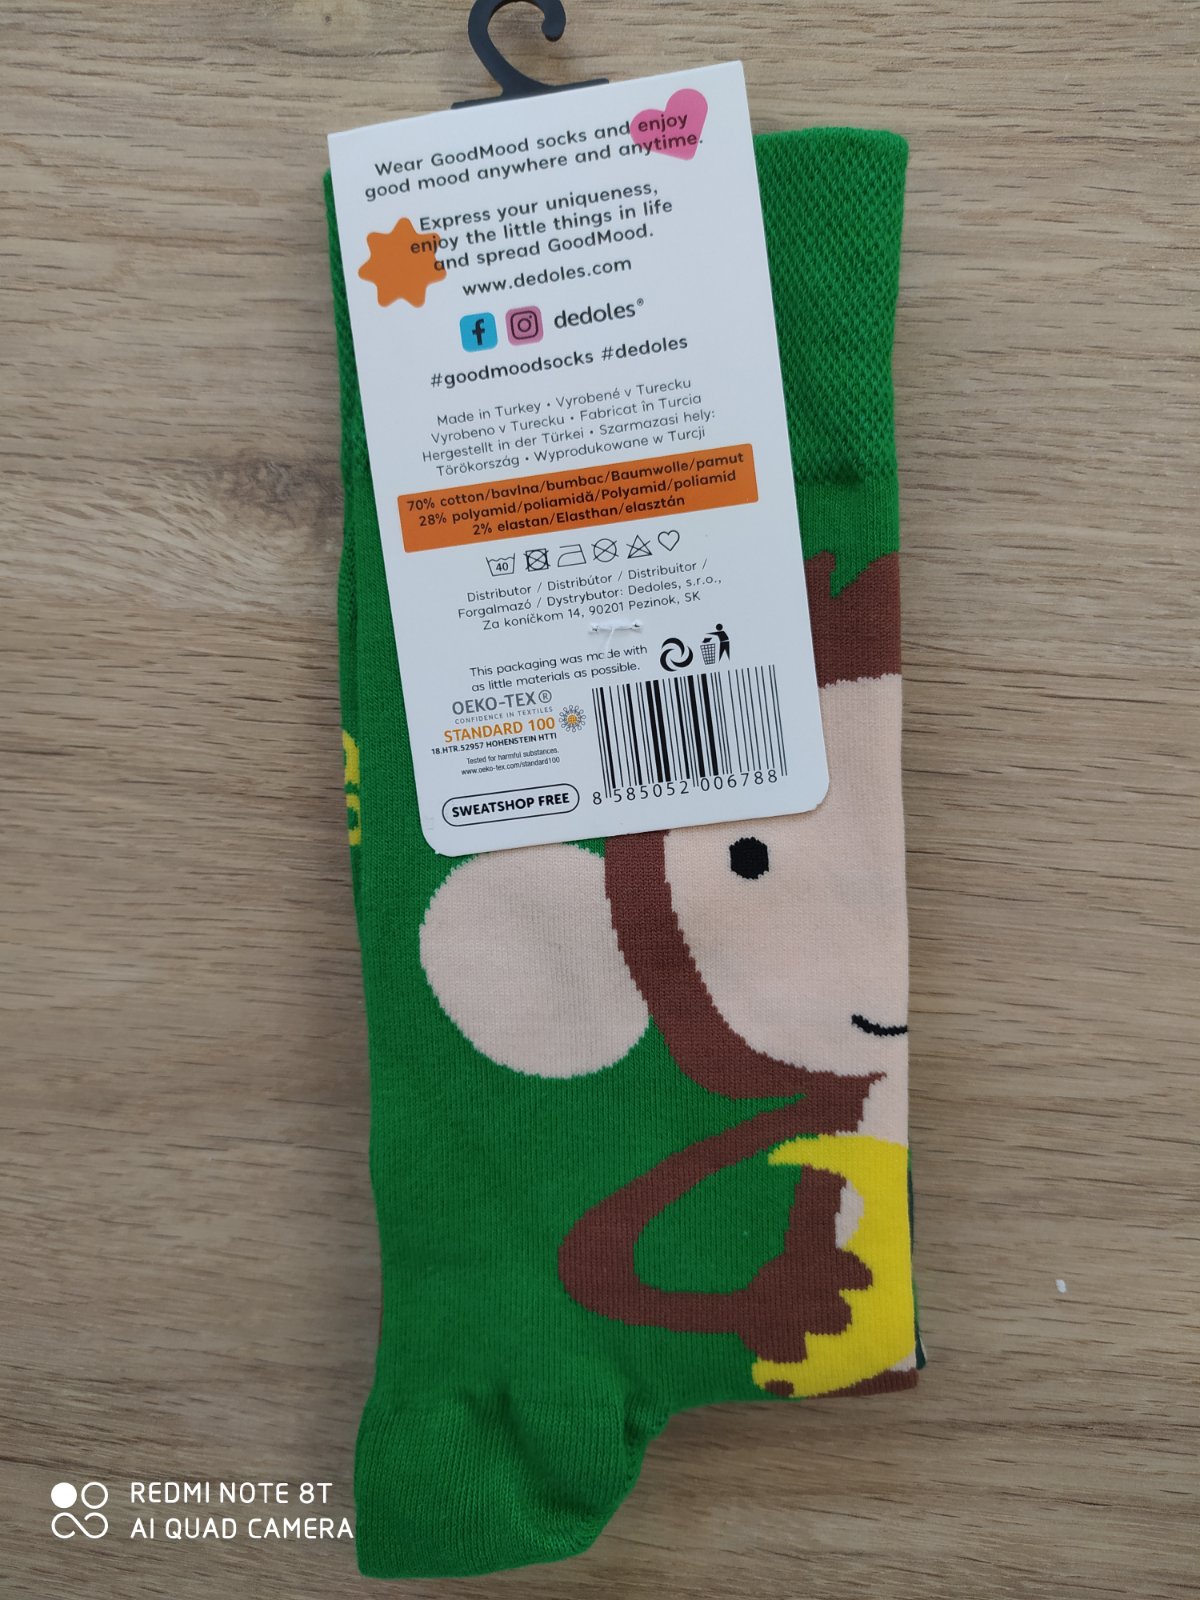 Wear GoodMood socks and enjoy
good mood anywhere and anytime.
Express your uniqueness,
enjoy the little things in life
and spread GoodMood.
www.dedoles.com
f dedoles®
#goodmoodsocks #dedoles
Made in Turkey • Vyrobené v Turecku
Vyrobeno v Turecku • Fabricat în Turcia
Hergestellt in der Türkei • Szarmazasi hely:
Törökország • Wyprodukowane w Turcji
70% cotton/bavlna/bumbac/Baumwolle/pamut
28% polyamid/poliamidă/Polyamid/poliamid
2% elastan/Elasthan/elasztán
40
Distributor / Distribútor / Distribuitor /
Forgalmazó / Dystrybutor: Dedoles, s.r.o.,
Za koníčkom 14, 90201 Pezinok, SK
This packaging was made with
as little materials as possible.
OEKO-TEX®
CONFIDENCE IN TEXTILES
STANDARD 100
18.HTR.52957 HOHENSTEIN HTTI
Tested for harmful substances.
www.oeko-tex.com/standard100
SWEATSHOP FREE
8 585052 006788
REDMI NOTE 8T
AI QUAD CAMERA